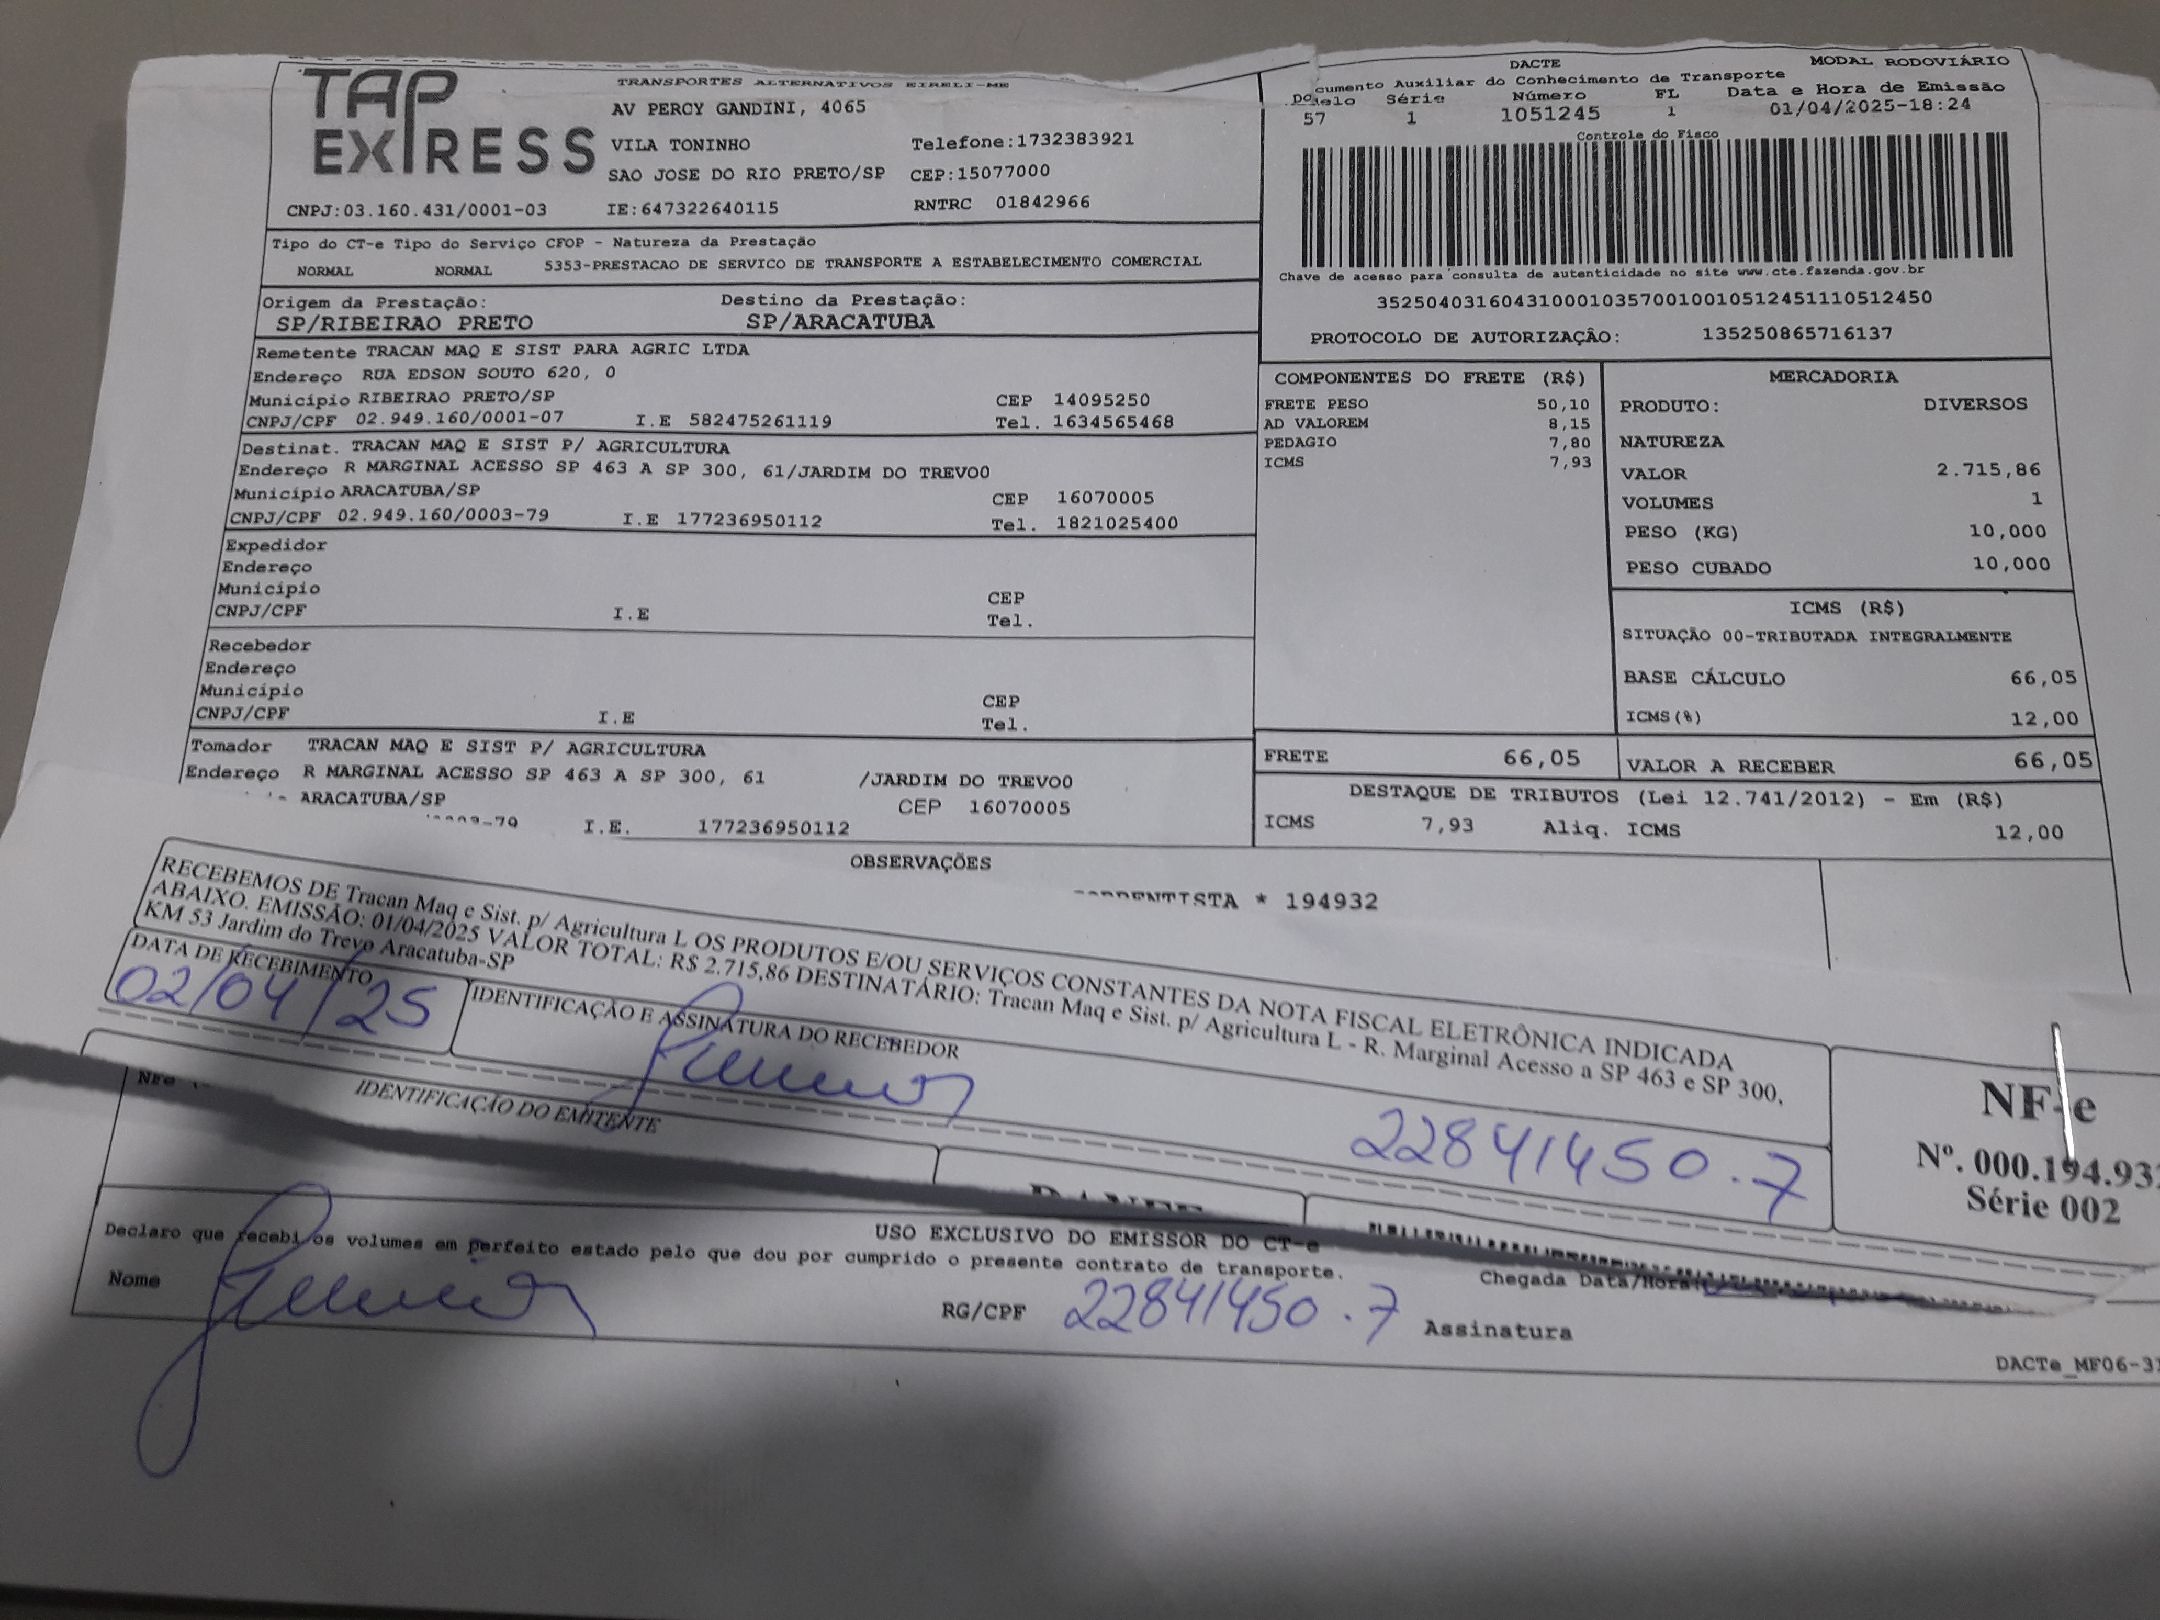 TAP EXPRESS
TRANSPORTES ALTERNATIVOS EIRELI-ME
AV PERCY GANDINI, 4065
VILA TONINHO Telefone:1732383921
SAO JOSE DO RIO PRETO/SP CEP:15077000
CNPJ:03.160.431/0001-03 IE:647322640115 RNTRC 01842966
DACTE MODAL RODOVIÁRIO
cumento Auxiliar do Conhecimento de Transporte
Série Número FL Data e Hora de Emissão
57 1 1051245 1 01/04/2025-18:24
Controle do Fisco
Chave de acesso para consulta de autenticidade no site www.cte.fazenda.gov.br
35250403160431000103570010010512451110512450
PROTOCOLO DE AUTORIZAÇÃO: 135250865716137
Tipo do CT-e Tipo do Serviço CFOP - Natureza da Prestação
NORMAL NORMAL 5353-PRESTACAO DE SERVICO DE TRANSPORTE A ESTABELECIMENTO COMERCIAL
Origem da Prestação: Destino da Prestação:
SP/RIBEIRAO PRETO SP/ARACATUBA
Remetente TRACAN MAQ E SIST PARA AGRIC LTDA
Endereço RUA EDSON SOUTO 620, 0
Município RIBEIRAO PRETO/SP CEP 14095250
CNPJ/CPF 02.949.160/0001-07 I.E 582475261119 Tel. 1634565468
Destinat. TRACAN MAQ E SIST P/ AGRICULTURA
Endereço R MARGINAL ACESSO SP 463 A SP 300, 61/JARDIM DO TREVO0
Município ARACATUBA/SP CEP 16070005
CNPJ/CPF 02.949.160/0003-79 I.E 177236950112 Tel. 1821025400
Expedidor
Endereço
Município CEP
CNPJ/CPF I.E Tel.
Recebedor
Endereço
Município CEP
CNPJ/CPF I.E Tel.
Tomador TRACAN MAQ E SIST P/ AGRICULTURA
Endereço R MARGINAL ACESSO SP 463 A SP 300, 61 /JARDIM DO TREVO0
ARACATUBA/SP CEP 16070005
-79 I.E. 177236950112
COMPONENTES DO FRETE (R$)
FRETE PESO 50,10
AD VALOREM 8,15
PEDAGIO 7,80
ICMS 7,93
MERCADORIA
PRODUTO: DIVERSOS
NATUREZA
VALOR 2.715,86
VOLUMES 1
PESO (KG) 10,000
PESO CUBADO 10,000
ICMS (R$)
SITUAÇÃO 00-TRIBUTADA INTEGRALMENTE
BASE CÁLCULO 66,05
ICMS(%) 12,00
FRETE 66,05 VALOR A RECEBER 66,05
DESTAQUE DE TRIBUTOS (Lei 12.741/2012) - Em (R$)
ICMS 7,93 Aliq. ICMS 12,00
OBSERVAÇÕES
* 194932
RECEBEMOS DE Tracan Maq e Sist. p/ Agricultura L OS PRODUTOS E/OU SERVIÇOS CONSTANTES DA NOTA FISCAL ELETRÔNICA INDICADA
ABAIXO. EMISSÃO: 01/04/2025 VALOR TOTAL: R$ 2.715,86 DESTINATÁRIO: Tracan Maq e Sist. p/ Agricultura L - R. Marginal Acesso a SP 463 e SP 300,
KM 53 Jardim do Trevo Aracatuba-SP
DATA DE RECEBIMENTO IDENTIFICAÇÃO E ASSINATURA DO RECEBEDOR
02/04/25 22841450.7
NF-e
Nº. 000.194.93
Série 002
NFe
IDENTIFICAÇÃO DO EMITENTE
USO EXCLUSIVO DO EMISSOR DO CT-e
Declaro que recebi os volumes em perfeito estado pelo que dou por cumprido o presente contrato de transporte.
Chegada Data/Hora:
Nome RG/CPF 22841450.7 Assinatura
DACTe_MF06-